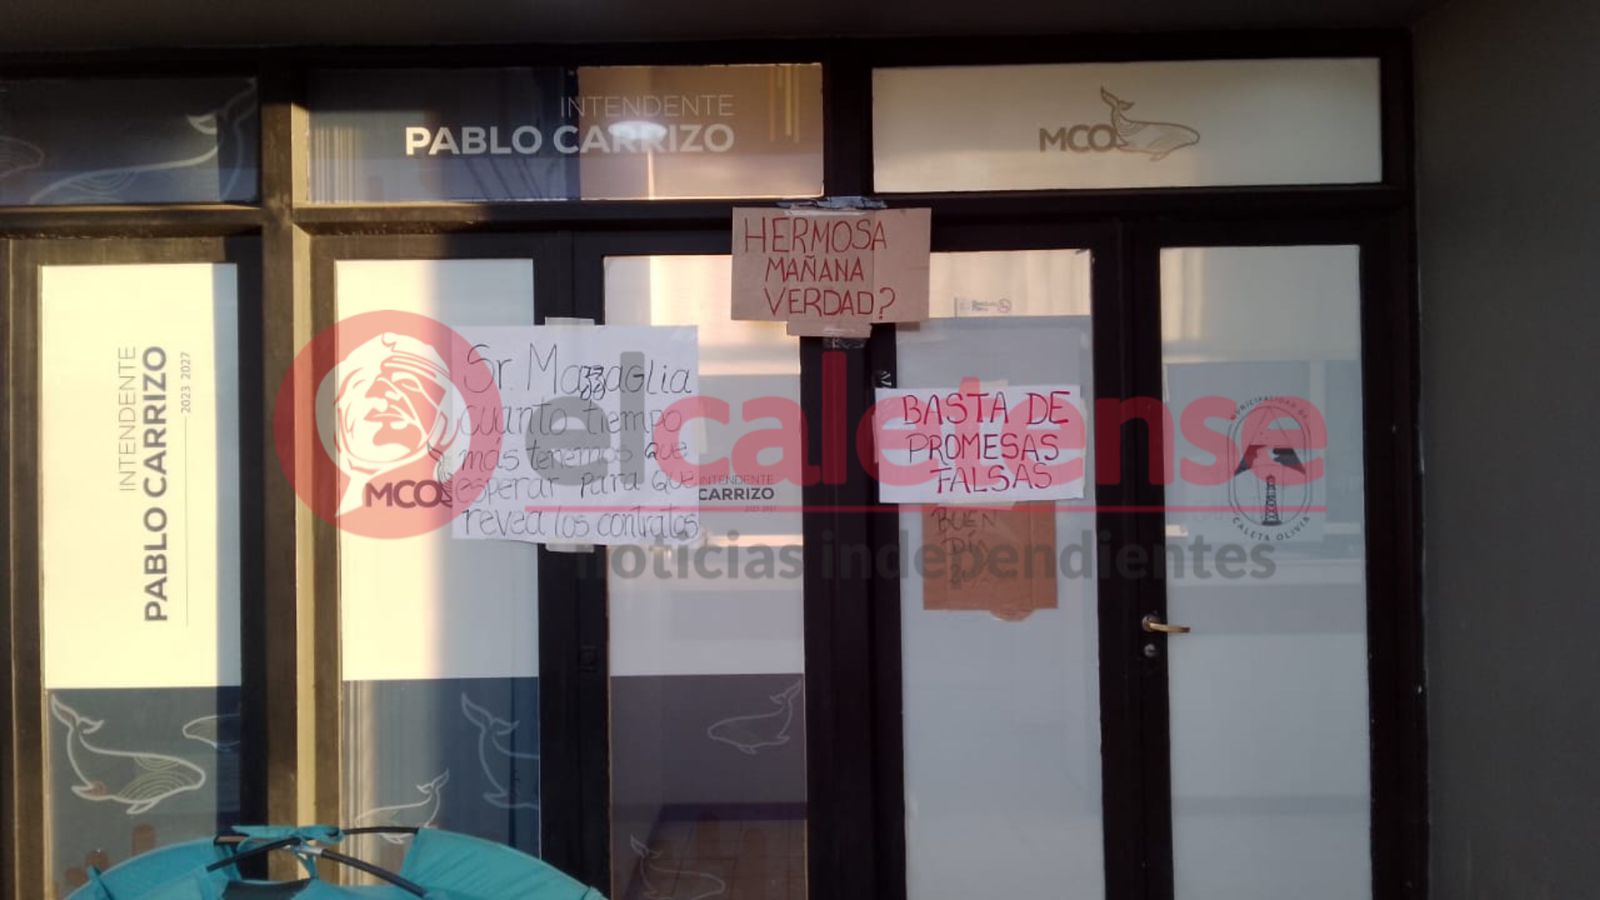 INTENDENTE
PABLO CARRIZO
MCO
HERMOSA
MAÑANA
VERDAD?
INTENDENTE
PABLO CARRIZO
2023 2027
MCO
Sr. Mazzaglia
cuanto tiempo
más tenemos que
esperar para que
revea los contratos
INTENDENTE
CARRIZO
BASTA DE
PROMESAS
FALSAS
BUEN
MUNICIPALIDAD DE
CALETA OLIVIA
elcaletense
noticias independientes